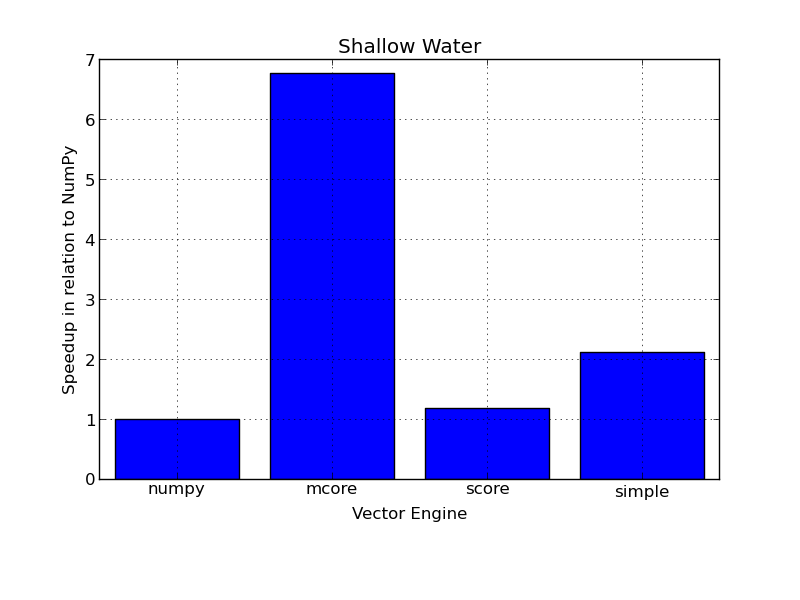 Shallow Water
7
6
5
4
3
2
1
0
Speedup in relation to NumPy
numpy mcore score simple
Vector Engine